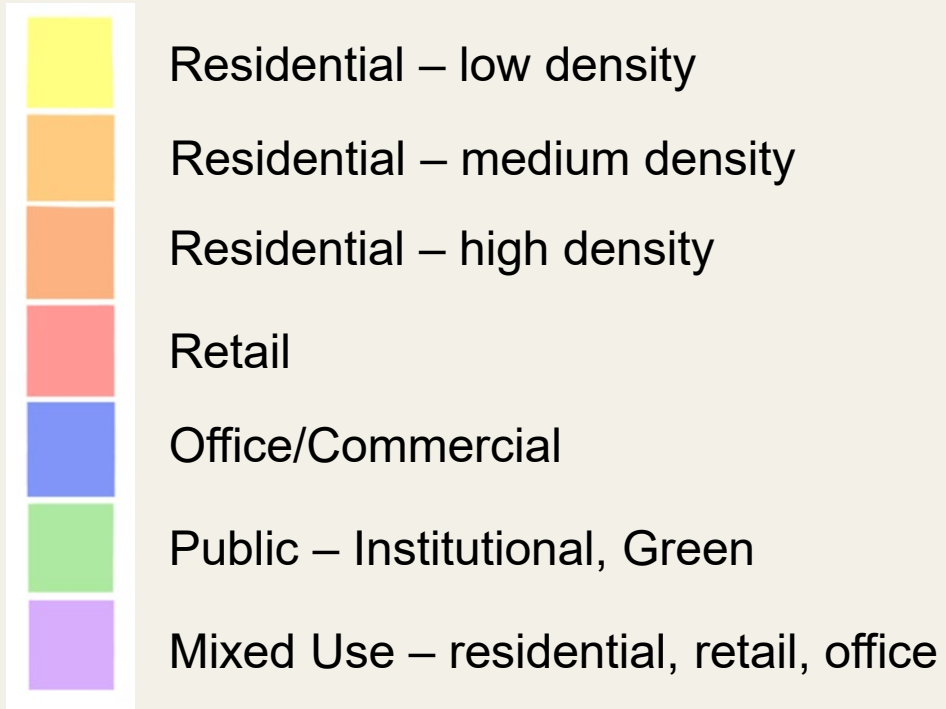 Residential – low density
Residential – medium density
Residential – high density
Retail
Office/Commercial
Public – Institutional, Green
Mixed Use – residential, retail, office